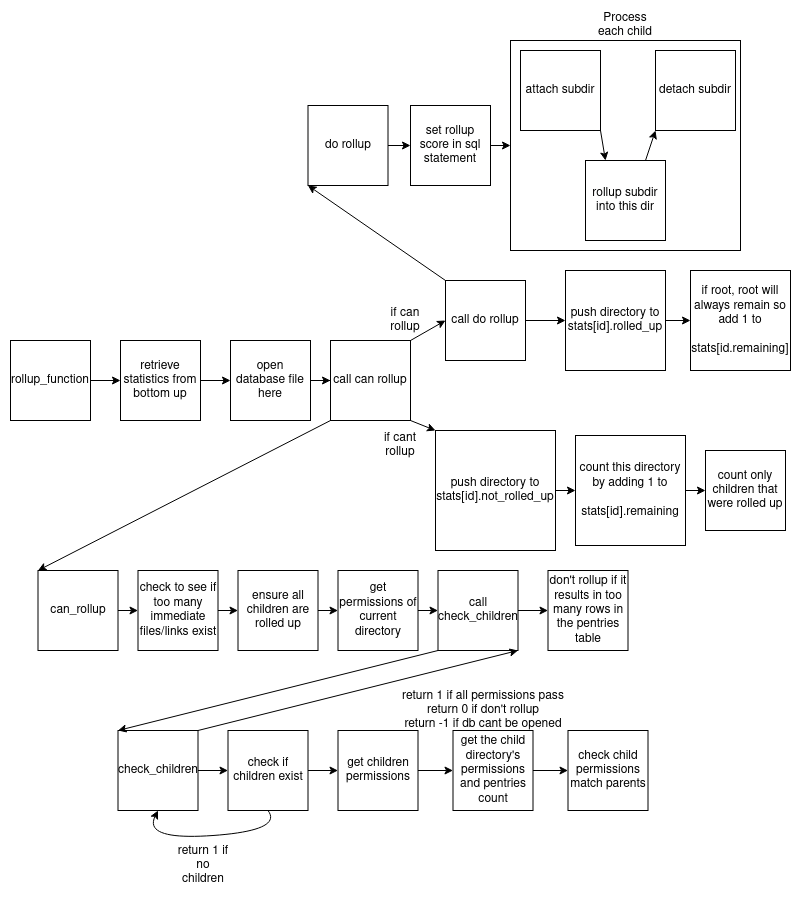 Process
each child
attach subdir
detach subdir
do rollup
set rollup
score in sql
statement
rollup subdir
into this dir
if can
rollup
call do rollup
push directory to
stats[id].rolled_up
if root, root will
always remain so
add 1 to
stats[id.remaining]
rollup_function
retrieve
statistics from
bottom up
open
database file
here
call can rollup
if cant
rollup
push directory to
stats[id].not_rolled_up
count this directory
by adding 1 to
stats[id].remaining
count only
children that
were rolled up
can_rollup
check to see if
too many
immediate
files/links exist
ensure all
children are
rolled up
get
permissions of
current
directory
call
check_children
don't rollup if it
results in too
many rows in
the pentries
table
return 1 if all permissions pass
return 0 if don't rollup
return -1 if db cant be opened
check_children
check if
children exist
get children
permissions
get the child
directory's
permissions
and pentries
count
check child
permissions
match parents
return 1 if
no
children